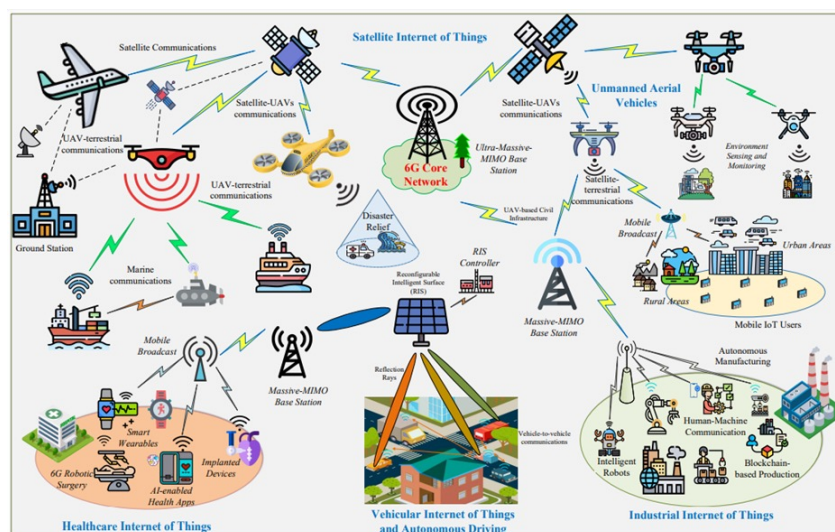 Satellite Communications
Satellite Internet of Things
Unmanned Aerial
Vehicles
Satellite-UAVs
communications
Satellite-UAVs
communications
UAV-terrestrial
communications
6G Core
Network
Ultra-Massive-
MIMO Base
Station
Environment
Sensing and
Monitoring
UAV-terrestrial
communications
Satellite-
terrestrial
communications
Ground Station
Disaster
Relief
UAV-based Civil
Infrastructure
Mobile
Broadcast
Urban Areas
Marine
communications
RIS
Controller
Reconfigurable
Intelligent Surface
(RIS)
Rural Areas
Massive-MIMO
Base Station
Mobile IoT Users
Mobile
Broadcast
Massive-MIMO
Base Station
Autonomous
Manufacturing
Reflection
Rays
Smart
Wearables
Implanted
Devices
6G Robotic
Surgery
AI-enabled
Health Apps
Vehicle-to-vehicle
communications
Human-Machine
Communication
Intelligent
Robots
Blockchain-
based Production
Healthcare Internet of Things
Vehicular Internet of Things
and Autonomous Driving
Industrial Internet of Things